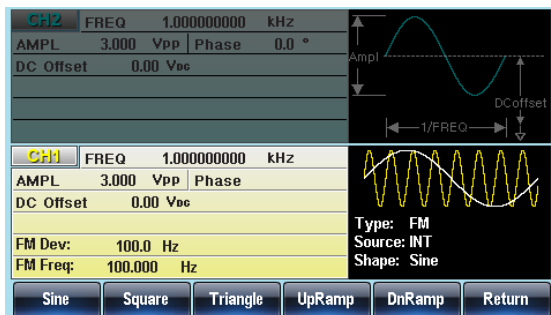 CH2 FREQ 1.000000000 kHz
AMPL 3.000 VPP Phase 0.0 °
DC Offset 0.00 VDC
Ampl
DCoffset
1/FREQ
CH1 FREQ 1.000000000 kHz
AMPL 3.000 VPP Phase
DC Offset 0.00 VDC
FM Dev: 100.0 Hz
FM Freq: 100.000 Hz
Type: FM
Source: INT
Shape: Sine
Sine Square Triangle UpRamp DnRamp Return